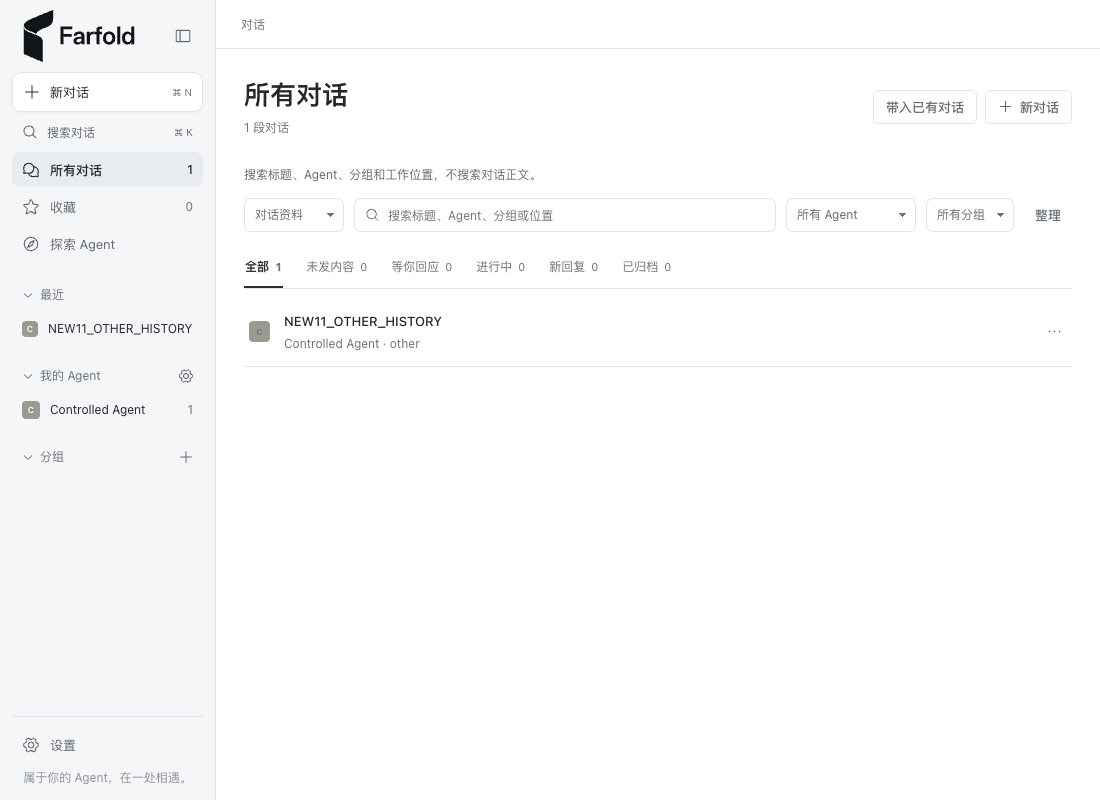 Farfold
新对话 ⌘ N
搜索对话 ⌘ K
所有对话 1
收藏 0
探索 Agent
最近
C NEW11_OTHER_HISTORY
我的 Agent
C Controlled Agent 1
分组
设置
属于你的 Agent，在一处相遇。
对话
所有对话
1 段对话
带入已有对话
新对话
搜索标题、Agent、分组和工作位置，不搜索对话正文。
对话资料
搜索标题、Agent、分组或位置
所有 Agent
所有分组
整理
全部 1 未发内容 0 等你回应 0 进行中 0 新回复 0 已归档 0
C
NEW11_OTHER_HISTORY
Controlled Agent · other